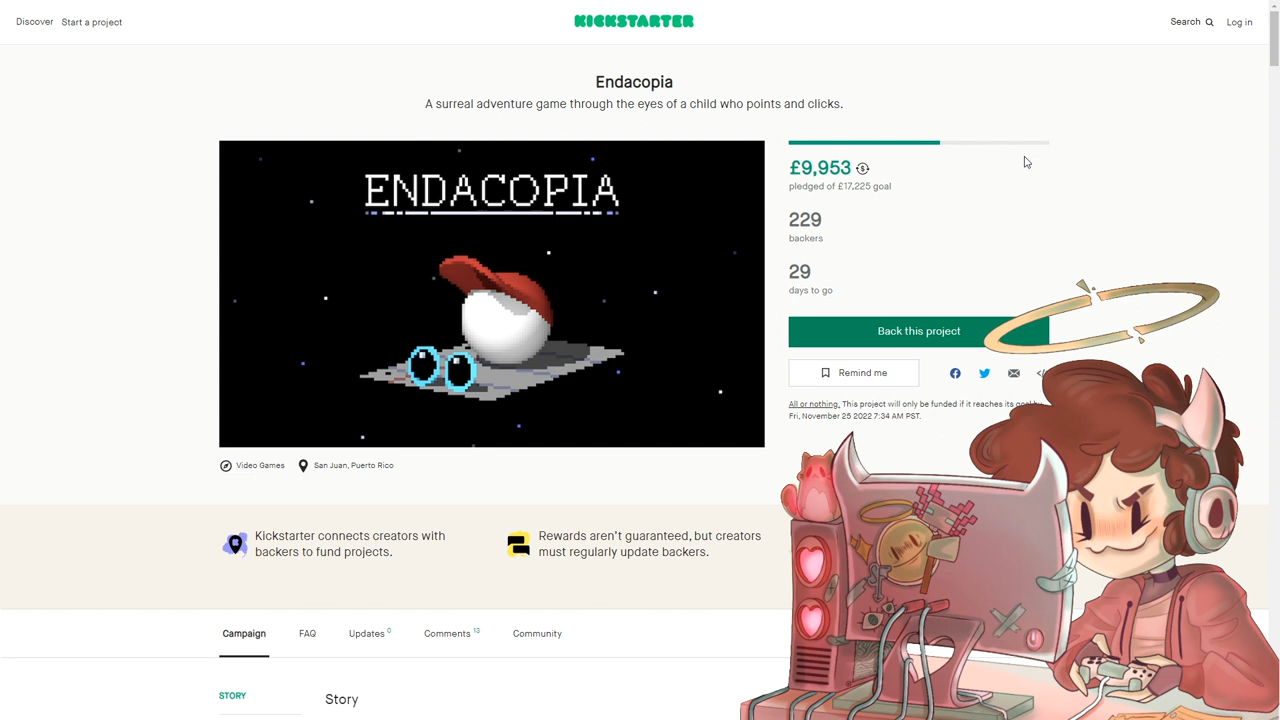 Discover Start a project KICKSTARTER Search Log in
Endacopia
A surreal adventure game through the eyes of a child who points and clicks.
ENDACOPIA
£9,953
pledged of £17,225 goal
229
backers
29
days to go
Back this project
Remind me
All or nothing. This project will only be funded if it reaches its goal by
Fri, November 25 2022 7:34 AM PST.
Video Games San Juan, Puerto Rico
Kickstarter connects creators with
backers to fund projects.
Rewards aren't guaranteed, but creators
must regularly update backers.
Campaign FAQ Updates 0 Comments 13 Community
STORY
Story